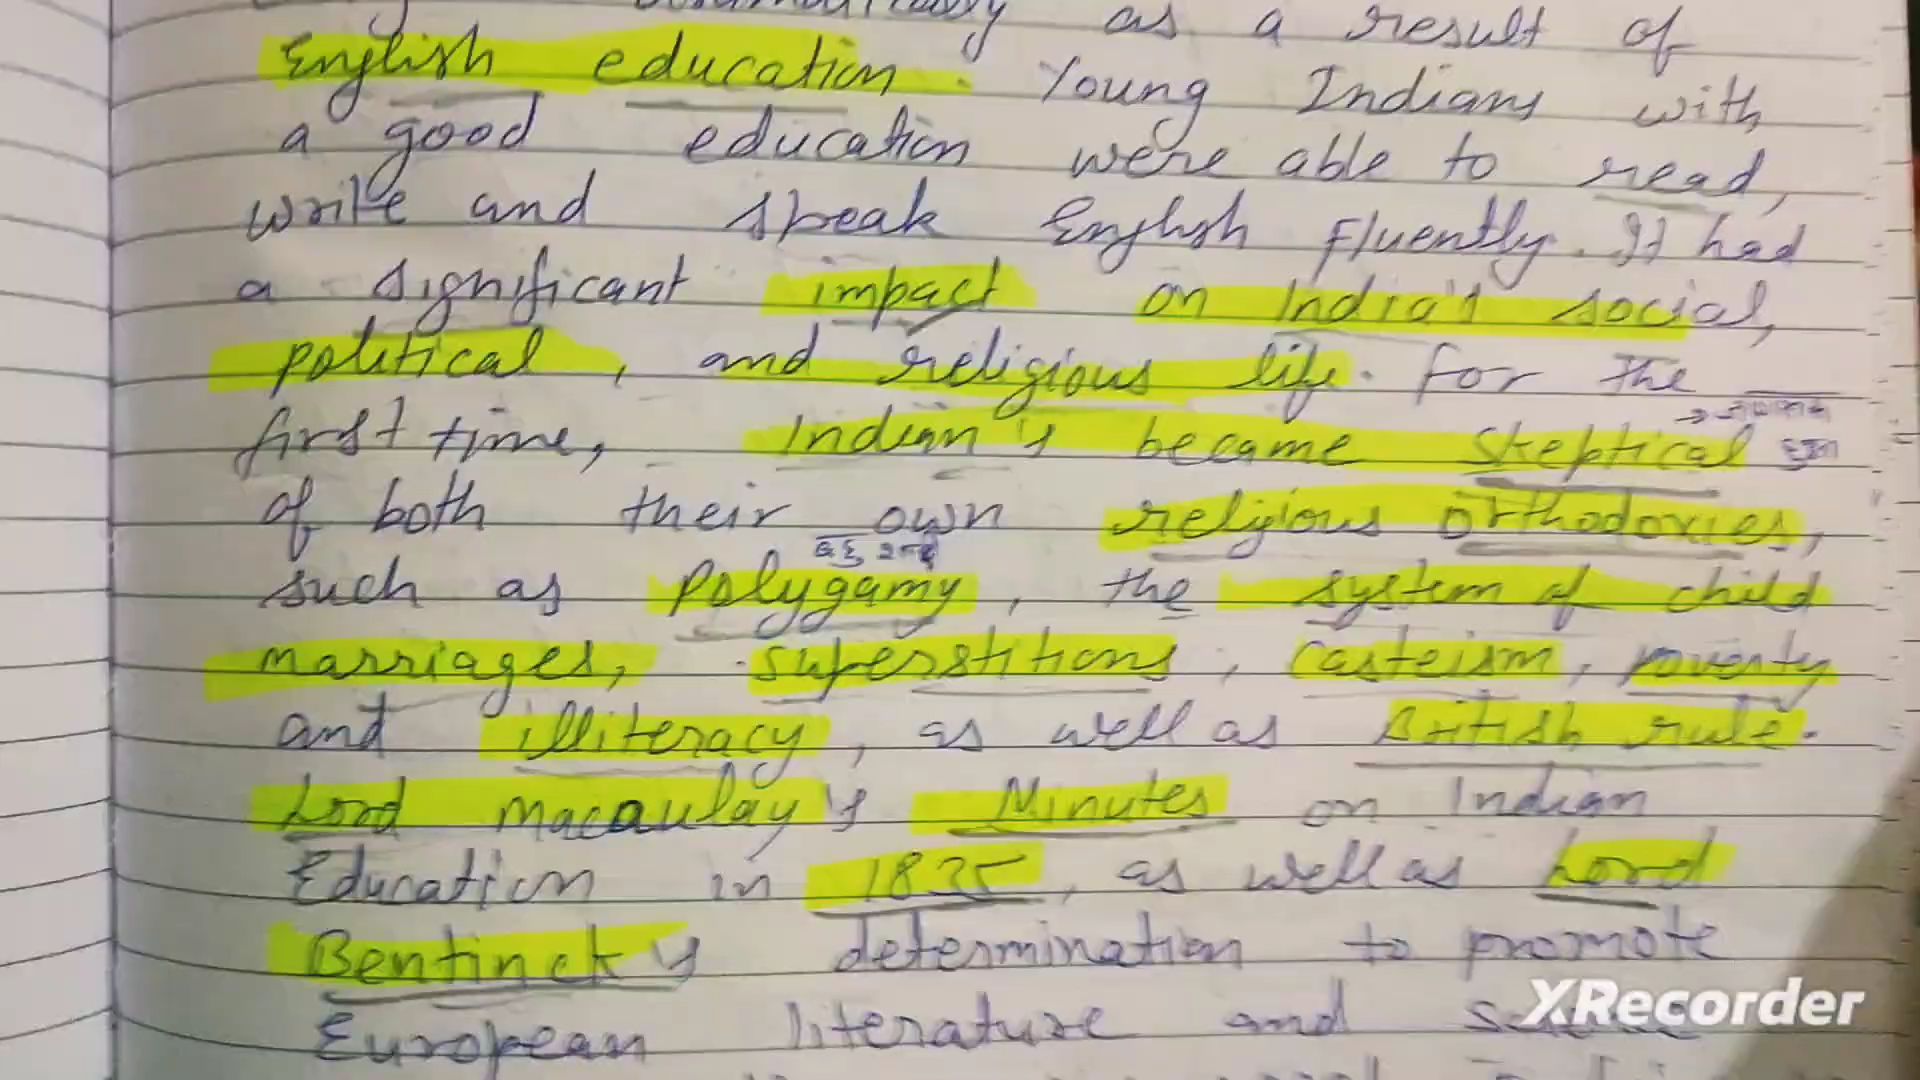 as a result of
English education. Young Indians with
a good education were able to read,
write and speak English Fluently. It had
a significant impact on India's social,
political, and religious life. For the
first time, Indian's became skeptical
of both their own religious orthodoxies,
such as polygamy, the system of child
marriages, superstitions, casteism, poverty
and illiteracy, as well as British rule.
Lord Macaulay's Minutes on Indian
Education in 1835, as well as Lord
Bentinck's determination to promote
European literature and
XRecorder